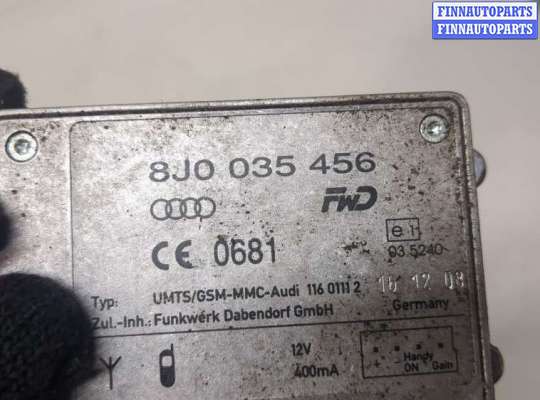 FINNAUTOPARTS
FINNAUTOPARTS
8J0 035 456
FWD
CE 0681
e1
03.5240
Typ: UMTS/GSM-MMC-Audi 116 0111 2
10 12 08
Zul.-Inh.: Funkwerk Dabendorf GmbH
Germany
12V
400mA
+ -
Handy
ON Gain